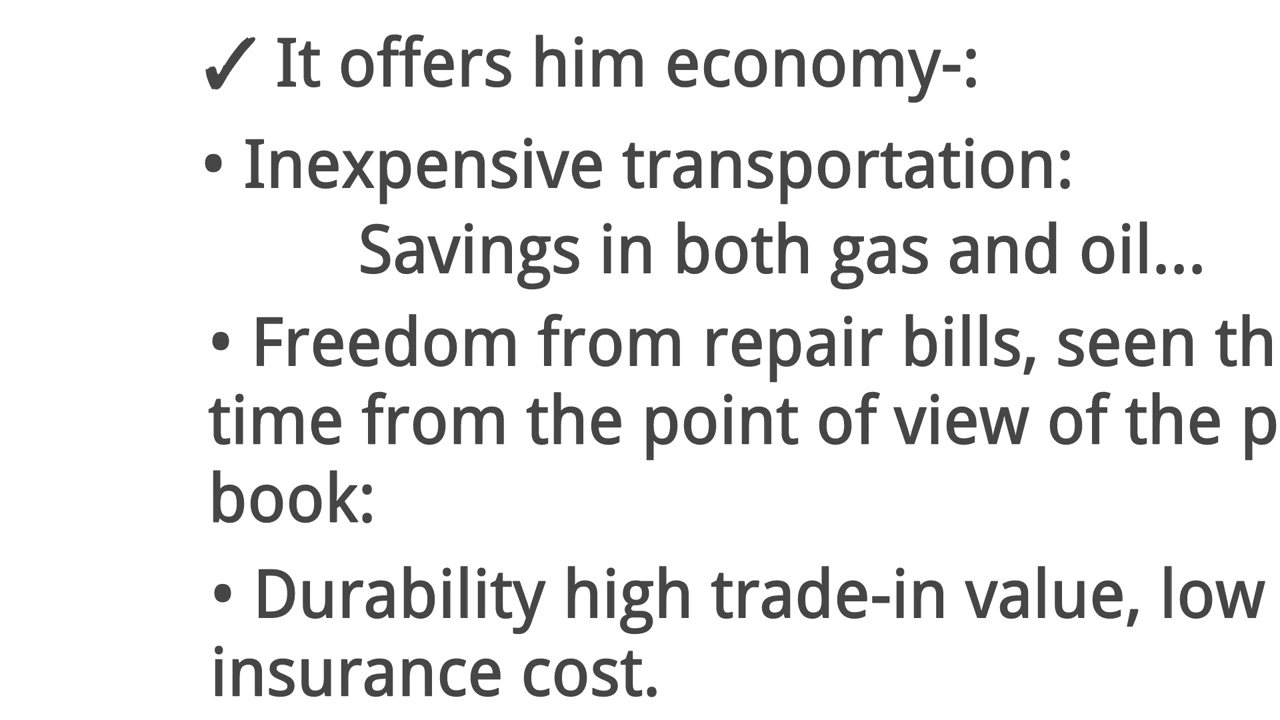 ✓ It offers him economy-:
• Inexpensive transportation:
Savings in both gas and oil...
• Freedom from repair bills, seen th
time from the point of view of the p
book:
• Durability high trade-in value, low
insurance cost.